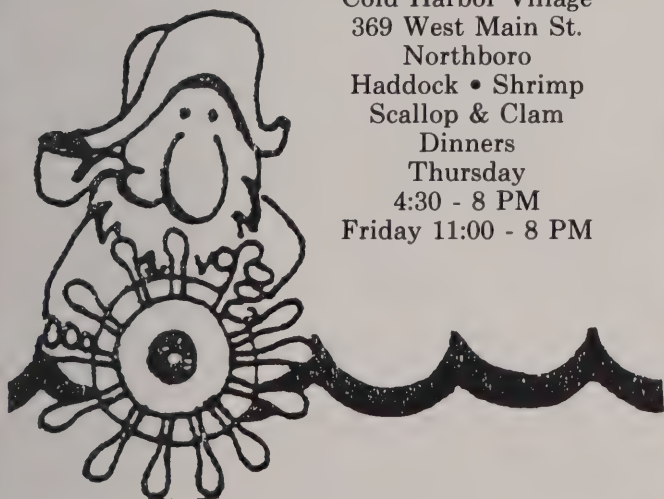 Cold Harbor Village
369 West Main St.
Northboro
Haddock • Shrimp
Scallop & Clam
Dinners
Thursday
4:30 - 8 PM
Friday 11:00 - 8 PM